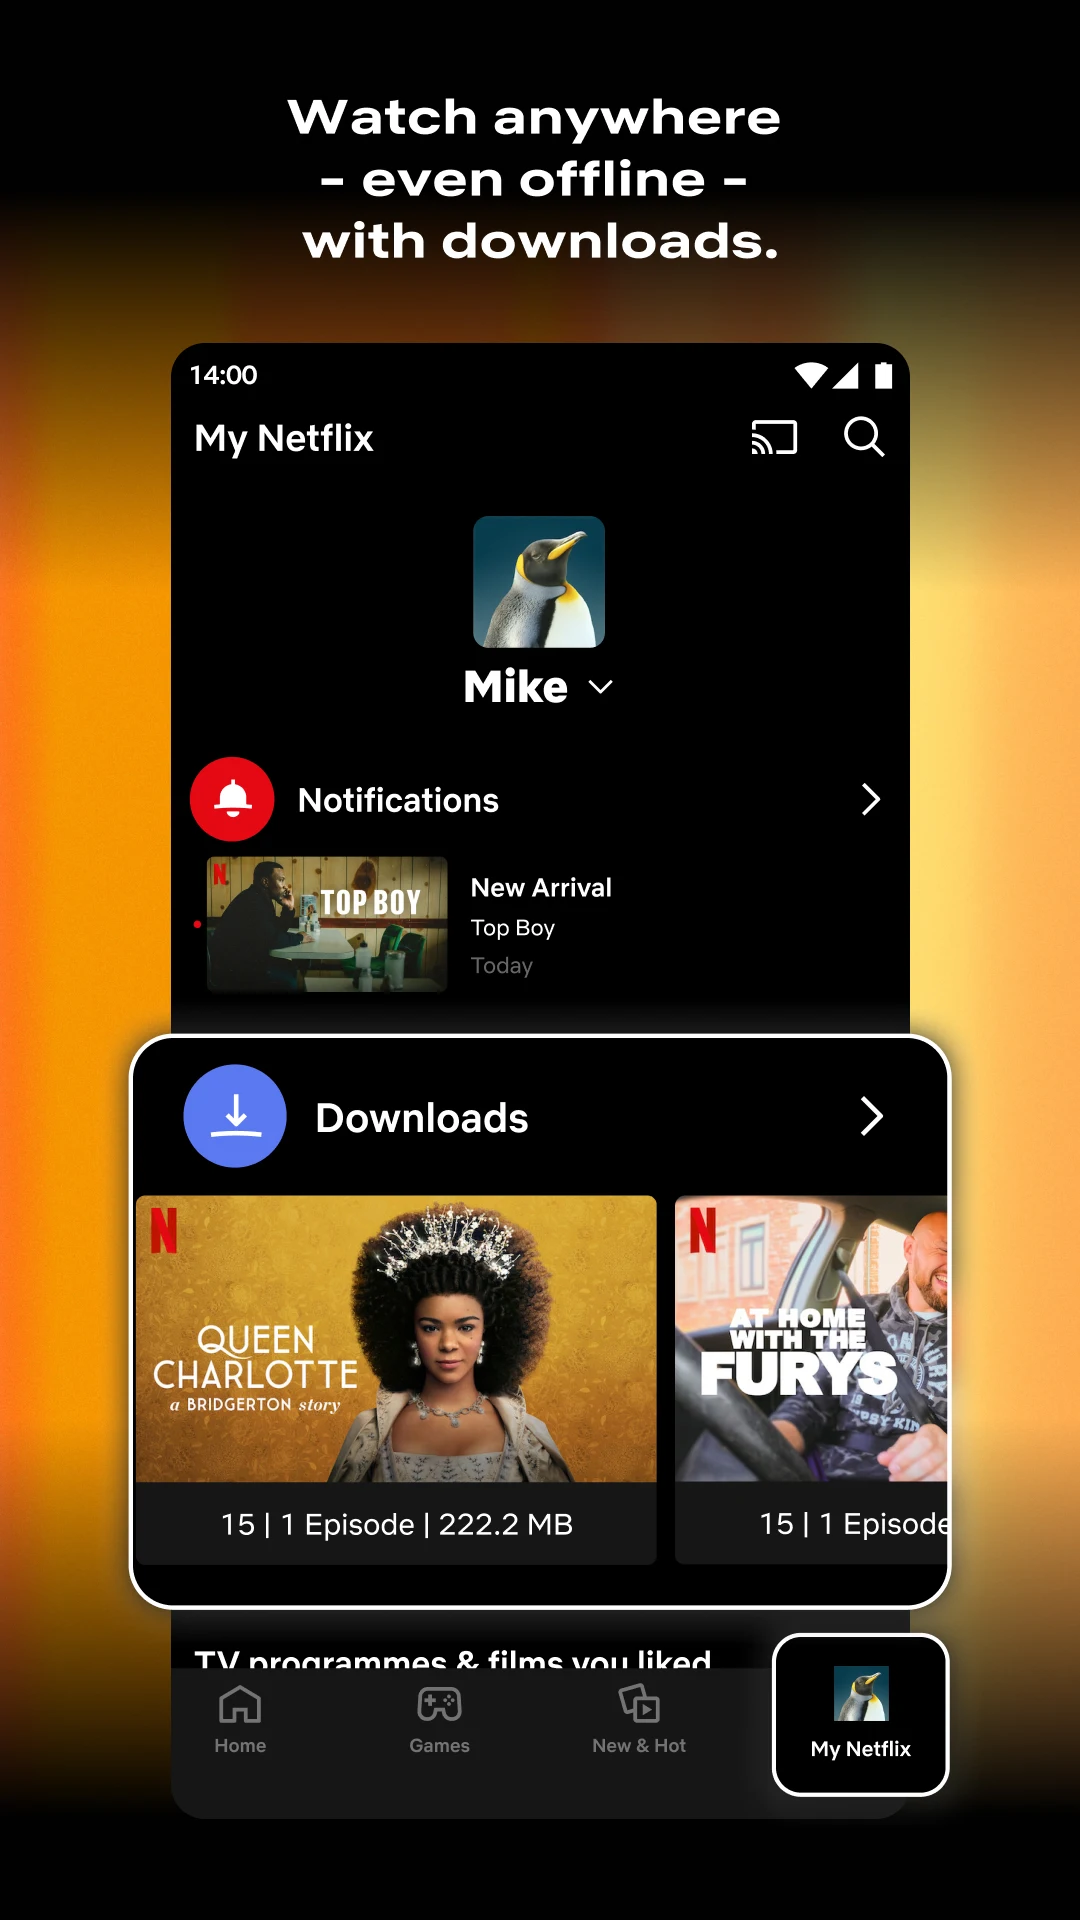 Watch anywhere
- even offline -
with downloads.
14:00
My Netflix
Mike
Notifications
N
TOP BOY
New Arrival
Top Boy
Today
Downloads
N
QUEEN
CHARLOTTE
a BRIDGERTON story
15 | 1 Episode | 222.2 MB
N
AT HOME
WITH THE
FURYS
15 | 1 Episode
TV programmes & films you liked
Home
Games
New & Hot
My Netflix